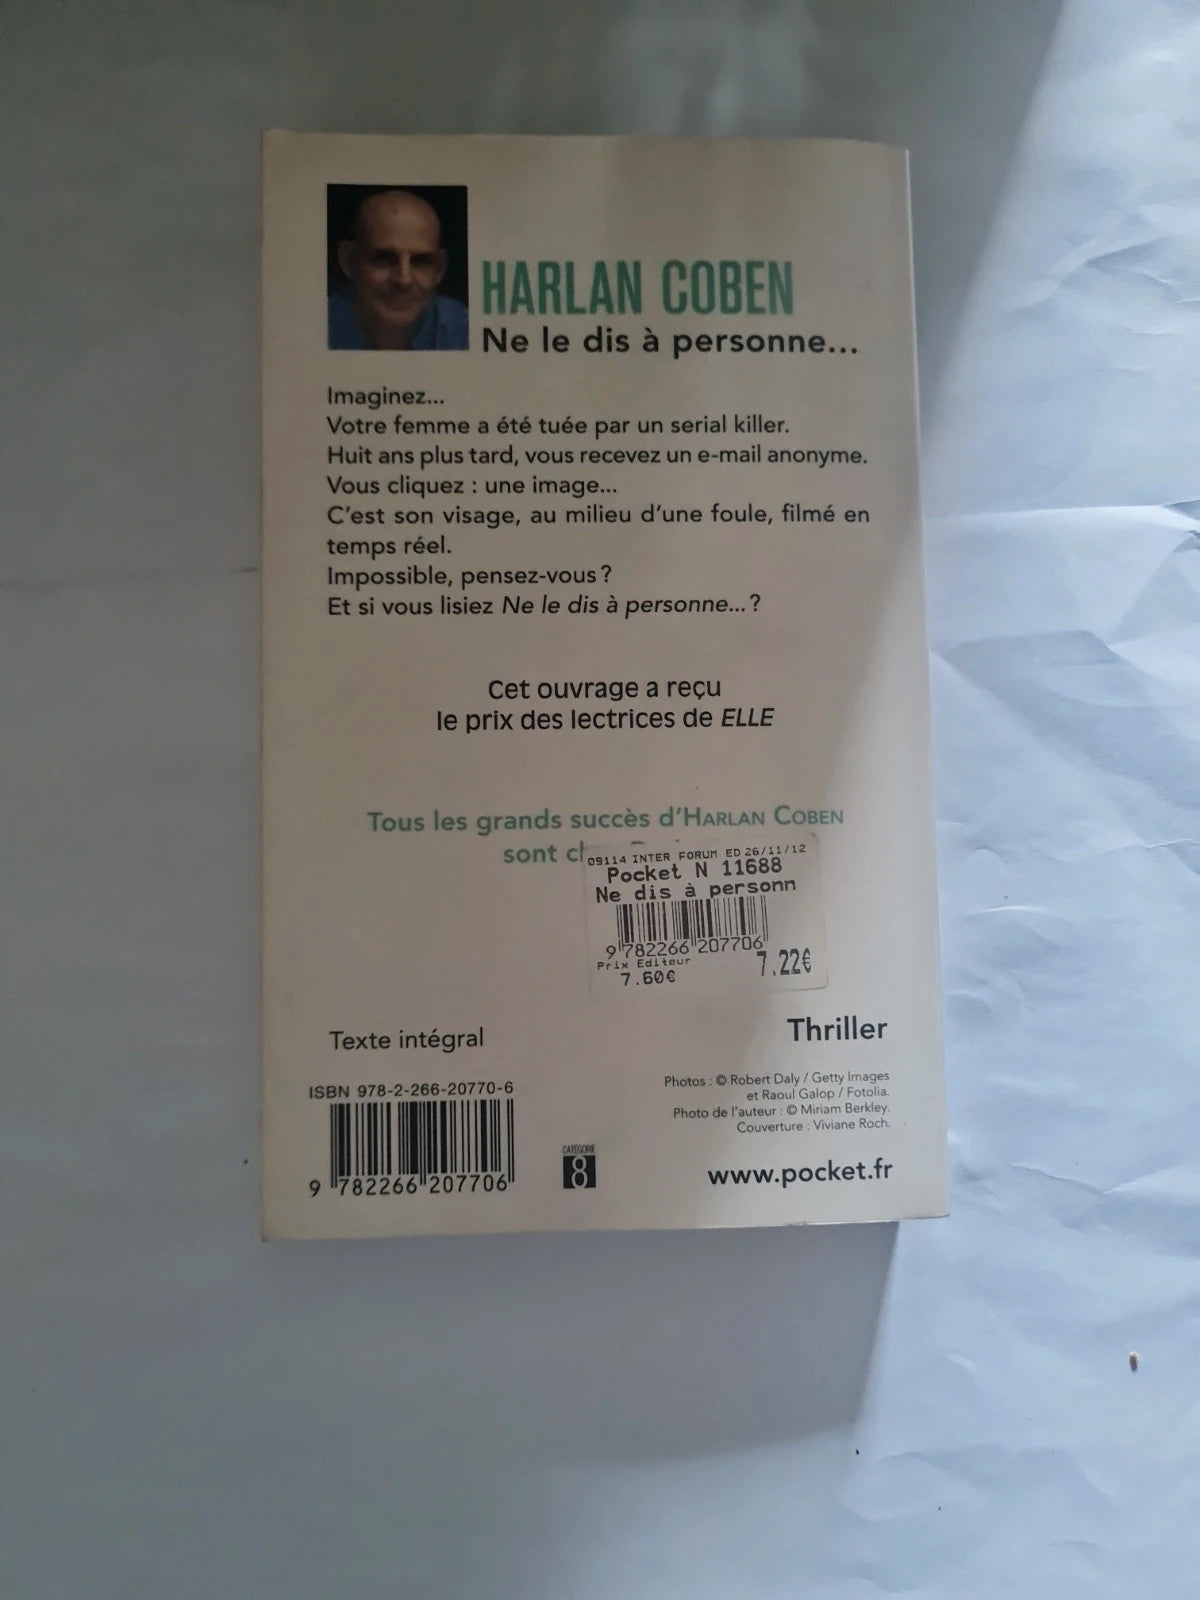 HARLAN COBEN
Ne le dis à personne...
Imaginez...
Votre femme a été tuée par un serial killer.
Huit ans plus tard, vous recevez un e-mail anonyme.
Vous cliquez : une image...
C'est son visage, au milieu d'une foule, filmé en
temps réel.
Impossible, pensez-vous ?
Et si vous lisiez Ne le dis à personne... ?
Cet ouvrage a reçu
le prix des lectrices de ELLE
Tous les grands succès d'HARLAN COBEN
sont
09114 INTER FORUM ED 26/11/12
Pocket N 11688
Ne dis à personn
9 782266 207706
Prix Editeur
7.60€
7.22€
Texte intégral
Thriller
ISBN 978-2-266-20770-6
9 782266 207706
CATÉGORIE
8
Photos : © Robert Daly / Getty Images
et Raoul Galop / Fotolia.
Photo de l'auteur : © Miriam Berkley.
Couverture : Viviane Roch.
www.pocket.fr